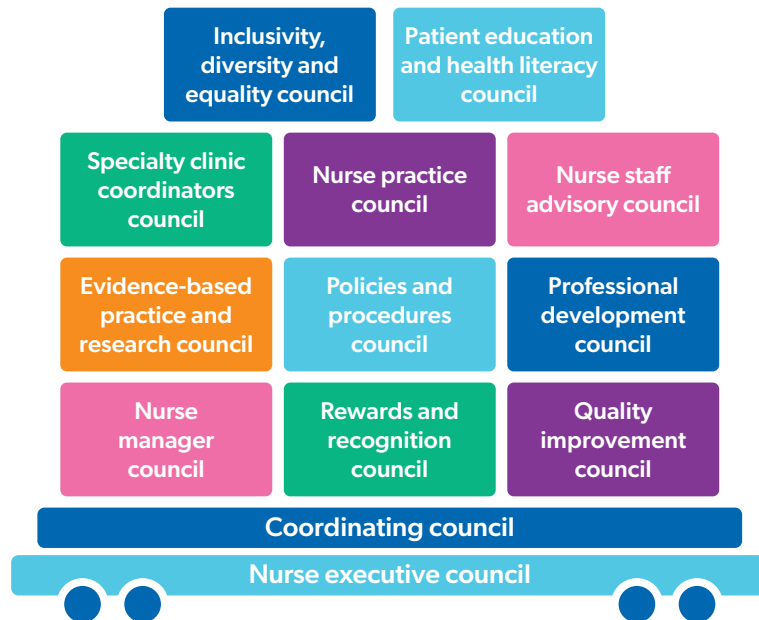 Inclusivity,
diversity and
equality council
Patient education
and health literacy
council
Specialty clinic
coordinators
council
Nurse practice
council
Nurse staff
advisory council
Evidence-based
practice and
research council
Policies and
procedures
council
Professional
development
council
Nurse
manager
council
Rewards and
recognition
council
Quality
improvement
council
Coordinating council
Nurse executive council